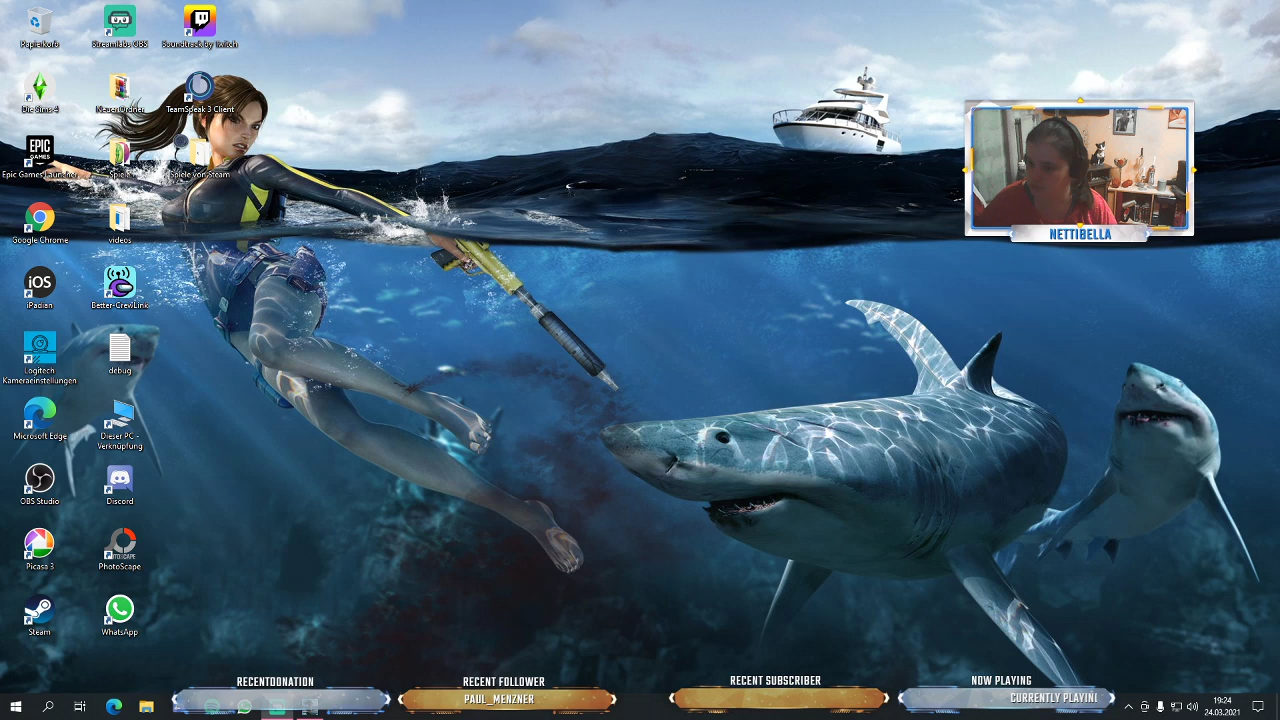 Papierkorb
Streamlabs OBS
Soundtrack by Twitch
Die Sims 4
Neuer Ordner
TeamSpeak 3 Client
EPIC
GAMES
Epic Games Launcher
Spiele
Spiele von Steam
Google Chrome
videos
iOS
iPadian
Better-CrewLink
Logitech
Kameraeinstellungen
debug
Microsoft Edge
Dieser PC -
Verknüpfung
OBS Studio
Discord
Picasa 3
PhotoScape
Steam
WhatsApp
NETTIBELLA
RECENTDONATION
RECENT FOLLOWER
PAUL_MENZNER
RECENT SUBSCRIBER
NOW PLAYING
CURRENTLY PLAYINI
19:24
24.03.2021